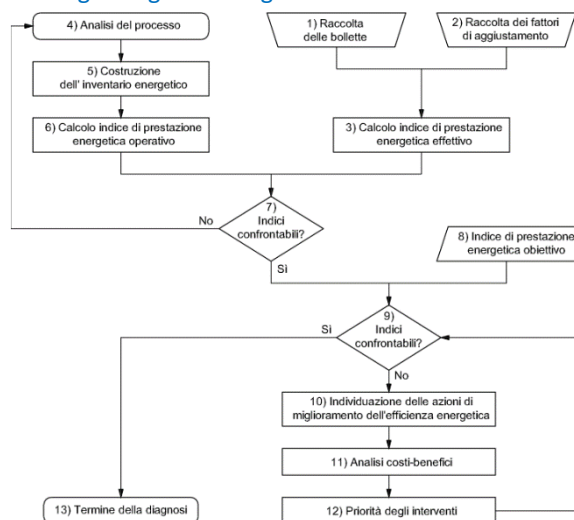 4) Analisi del processo
1) Raccolta
delle bollette
2) Raccolta dei fattori
di aggiustamento
5) Costruzione
dell' inventario energetico
6) Calcolo indice di prestazione
energetica operativo
3) Calcolo indice di prestazione
energetica effettivo
7)
Indici
confrontabili?
No
Sì
8) Indice di prestazione
energetica obiettivo
9)
Indici
confrontabili?
Sì
No
10) Individuazione delle azioni di
miglioramento dell'efficienza energetica
11) Analisi costi-benefici
13) Termine della diagnosi
12) Priorità degli interventi